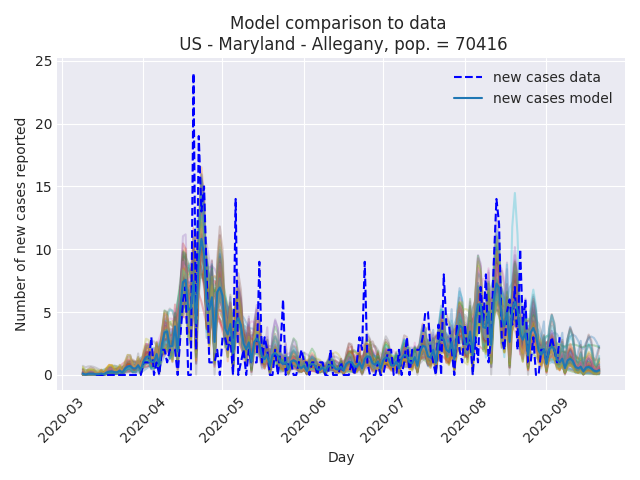 Model comparison to data
US - Maryland - Allegany, pop. = 70416
new cases data
new cases model
Number of new cases reported
25
20
15
10
5
0
2020-03
2020-04
2020-05
2020-06
2020-07
2020-08
2020-09
Day